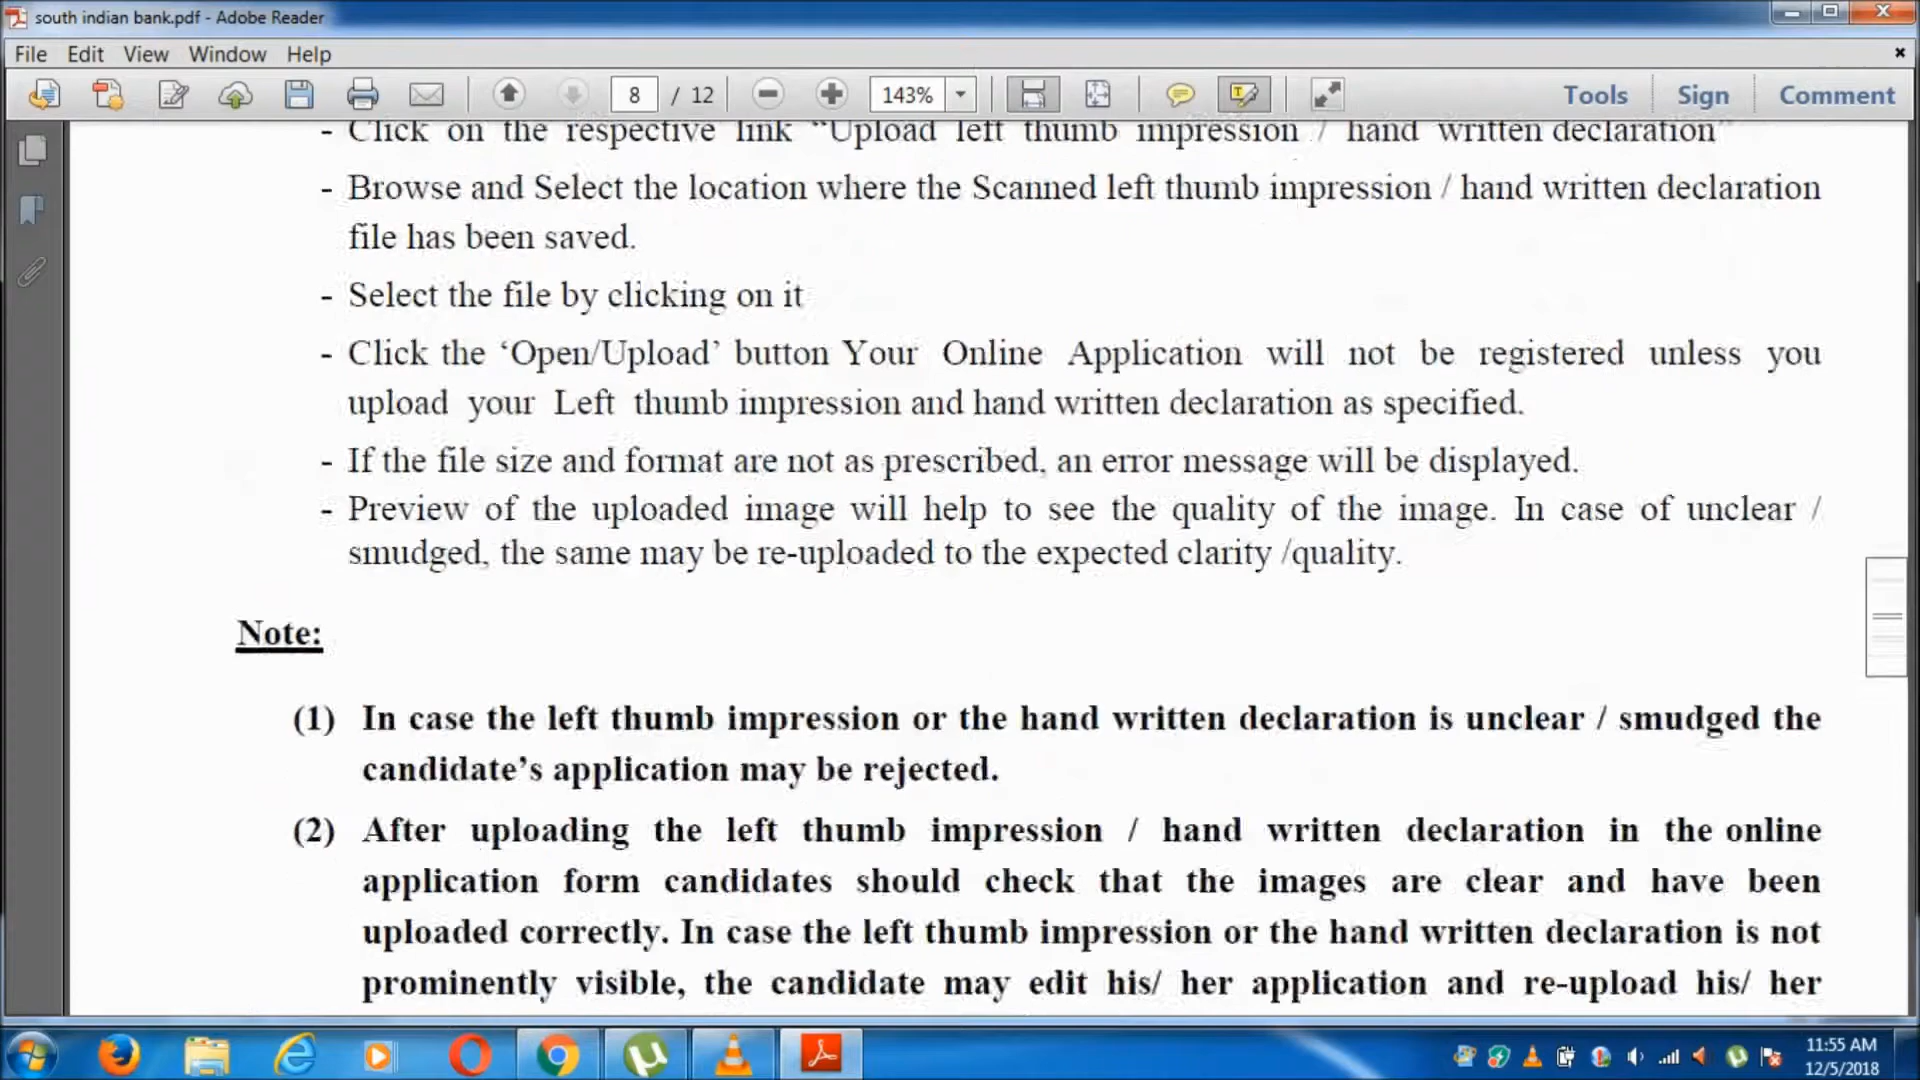 south indian bank.pdf - Adobe Reader
File Edit View Window Help
8 / 12
143%
Tools Sign Comment
- Click on the respective link “Upload left thumb impression / hand written declaration”
- Browse and Select the location where the Scanned left thumb impression / hand written declaration
file has been saved.
- Select the file by clicking on it
- Click the ‘Open/Upload’ button Your Online Application will not be registered unless you
upload your Left thumb impression and hand written declaration as specified.
- If the file size and format are not as prescribed, an error message will be displayed.
- Preview of the uploaded image will help to see the quality of the image. In case of unclear /
smudged, the same may be re-uploaded to the expected clarity /quality.
Note:
(1) In case the left thumb impression or the hand written declaration is unclear / smudged the
candidate’s application may be rejected.
(2) After uploading the left thumb impression / hand written declaration in the online
application form candidates should check that the images are clear and have been
uploaded correctly. In case the left thumb impression or the hand written declaration is not
prominently visible, the candidate may edit his/ her application and re-upload his/ her
11:55 AM
12/5/2018